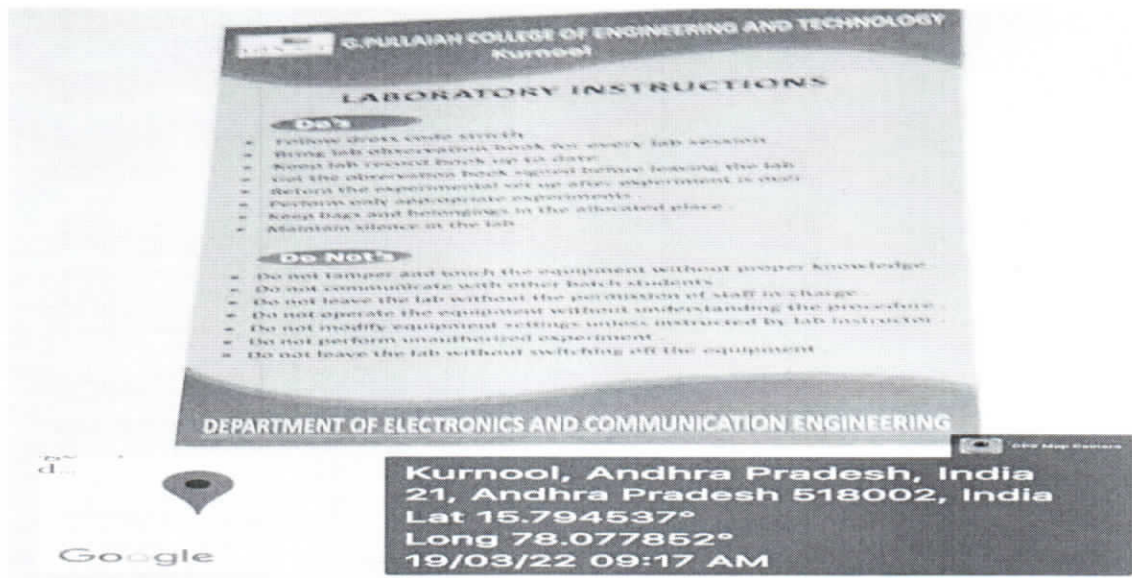 G.PULLAIAH COLLEGE OF ENGINEERING AND TECHNOLOGY
Kurnool
LABORATORY INSTRUCTIONS
Do's
Follow dress code strictly
Bring lab observation book for every lab session
Keep lab record book up to date
Get the observation book signed before leaving the lab
Return the experimental set up after experiment is over
Perform only appropriate experiments .
Keep bags and belongings in the allocated place .
Maintain silence in the lab
Do Not's
Do not tamper and touch the equipment without proper knowledge .
Do not communicate with other batch students
Do not leave the lab without the permission of staff in-charge .
Do not operate the equipment without understanding the procedure .
Do not modify equipment settings unless instructed by lab instructor .
Do not perform unauthorized experiment .
Do not leave the lab without switching off the equipment
DEPARTMENT OF ELECTRONICS AND COMMUNICATION ENGINEERING
GPS Map Camera
Kurnool, Andhra Pradesh, India
21, Andhra Pradesh 518002, India
Lat 15.794537°
Long 78.077852°
19/03/22 09:17 AM
Google